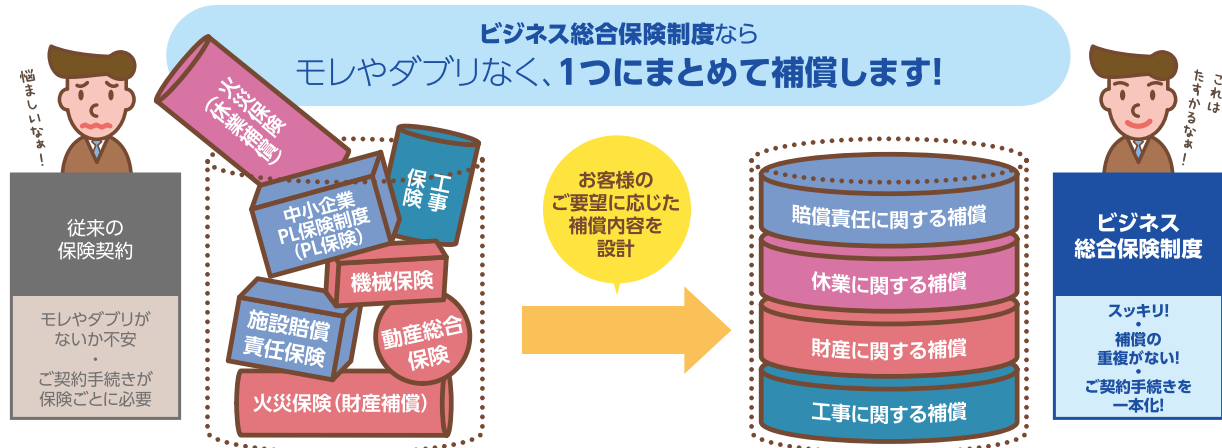 ビジネス総合保険制度なら
モレやダブリなく、1つにまとめて補償します!
悩ましいなぁ!
従来の
保険契約
モレやダブリが
ないか不安
・
ご契約手続きが
保険ごとに必要
火災保険
(休業補償)
工事
保険
中小企業
PL保険制度
(PL保険)
機械保険
施設賠償
責任保険
動産総合
保険
火災保険(財産補償)
お客様の
ご要望に応じた
補償内容を
設計
賠償責任に関する補償
休業に関する補償
財産に関する補償
工事に関する補償
これは
たすかるなぁ!
ビジネス
総合保険制度
スッキリ!
・
補償の
重複がない!
・
ご契約手続きを
一本化!